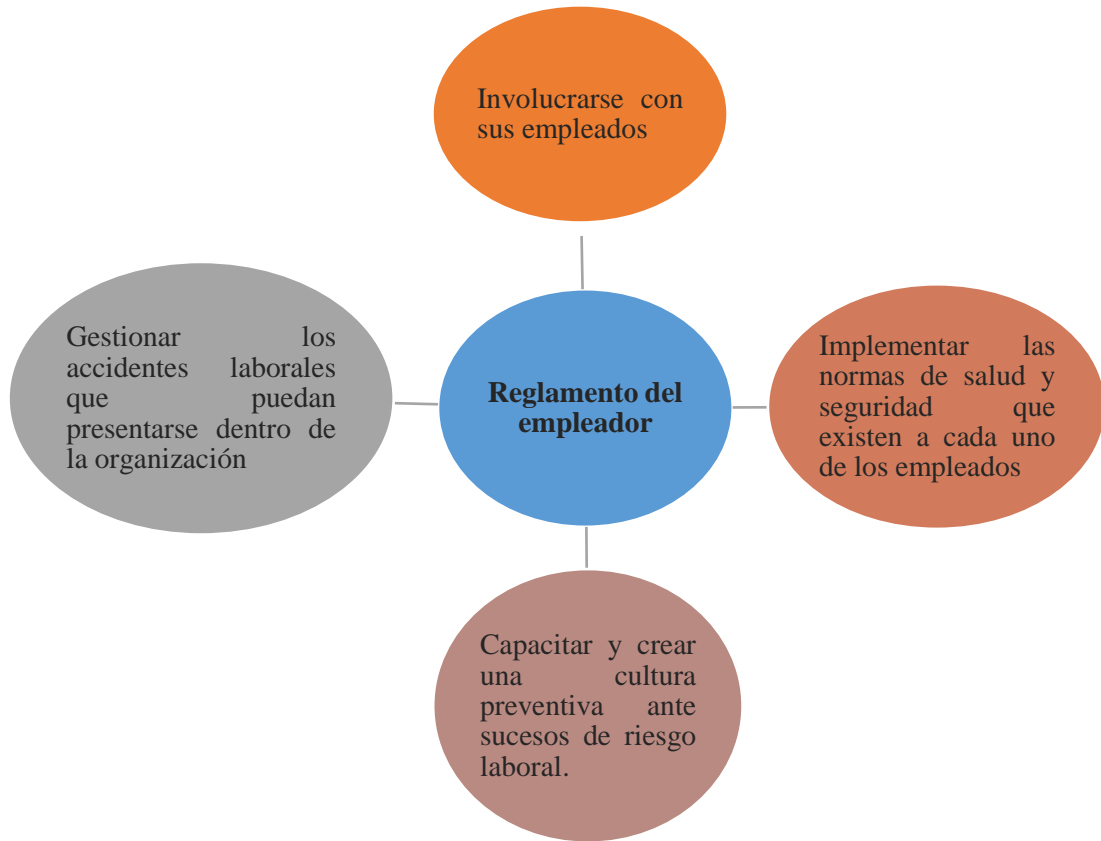 Involucrarse con
sus empleados
Gestionar los
accidentes laborales
que puedan
presentarse dentro de
la organización
Reglamento del
empleador
Implementar las
normas de salud y
seguridad que
existen a cada uno
de los empleados
Capacitar y crear
una cultura
preventiva ante
sucesos de riesgo
laboral.